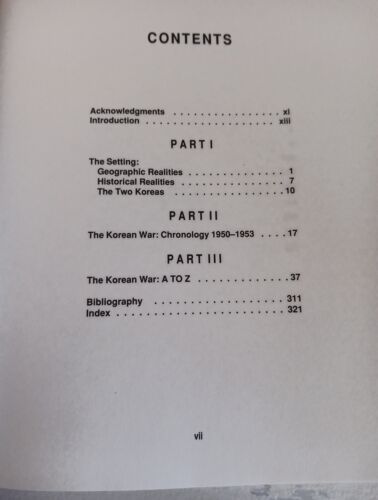 CONTENTS
Acknowledgments . . . . . . . . . . . . . . . . xi
Introduction . . . . . . . . . . . . . . . . . . . . xiii
PART I
The Setting:
Geographic Realities . . . . . . . . . . . . . . 1
Historical Realities . . . . . . . . . . . . . . . 7
The Two Koreas . . . . . . . . . . . . . . . 10
PART II
The Korean War: Chronology 1950–1953 . . . . 17
PART III
The Korean War: A TO Z . . . . . . . . . . . . . 37
Bibliography . . . . . . . . . . . . . . . . . . 311
Index . . . . . . . . . . . . . . . . . . . . . . . . 321
vii